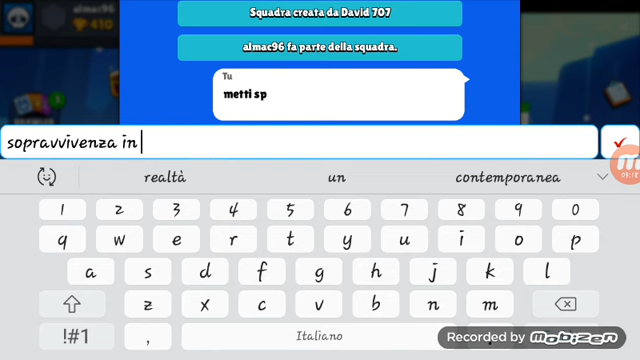 almac96
410
Squadra creata da David 707
almac96 fa parte della squadra.
Tu
metti sp
sopravvivenza in
realtà un contemporanea
1 2 3 4 5 6 7 8 9 0
q w e r t y u i o p
a s d f g h j k l
z x c v b n m
!#1 , Italiano
Recorded by mobizen